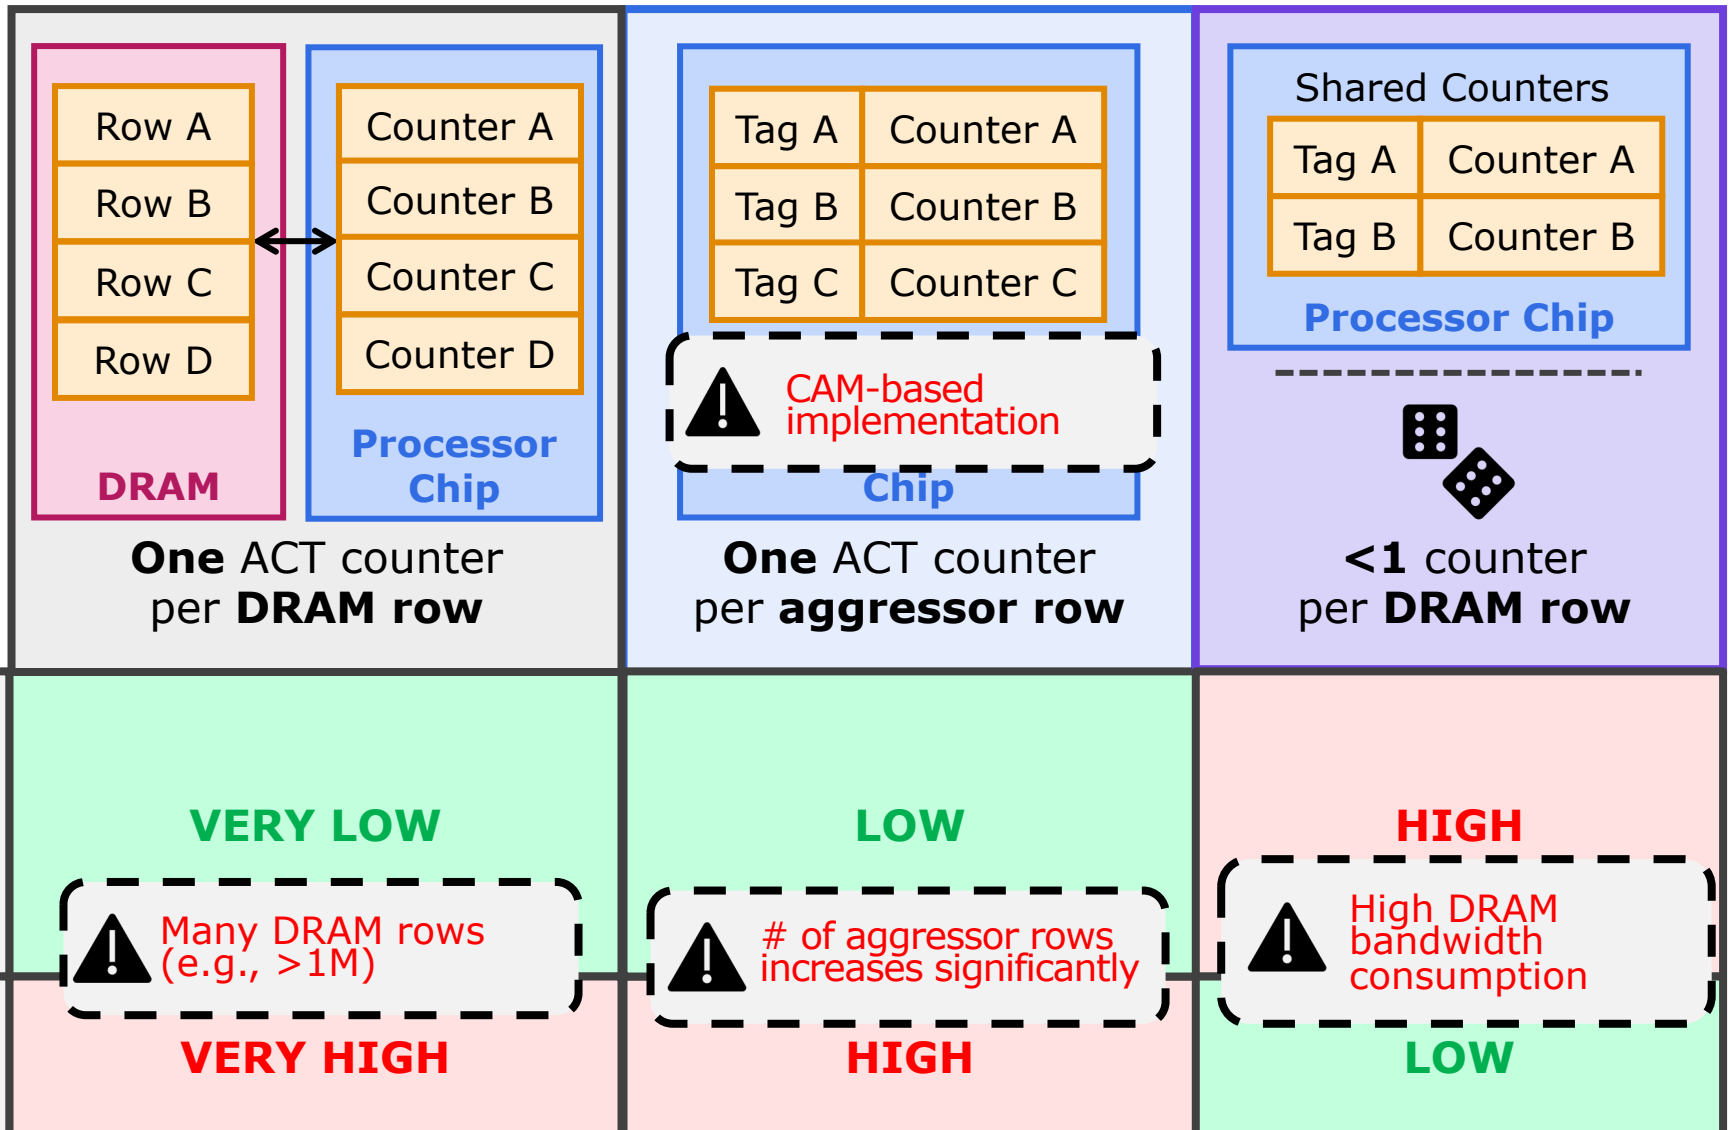 Row A
Row B
Row C
Row D
DRAM
Counter A
Counter B
Counter C
Counter D
Processor
Chip
One ACT counter
per DRAM row
Tag A Counter A
Tag B Counter B
Tag C Counter C
CAM-based
implementation
Chip
One ACT counter
per aggressor row
Shared Counters
Tag A Counter A
Tag B Counter B
Processor Chip
<1 counter
per DRAM row
VERY LOW
LOW
HIGH
Many DRAM rows
(e.g., >1M)
# of aggressor rows
increases significantly
High DRAM
bandwidth
consumption
VERY HIGH
HIGH
LOW